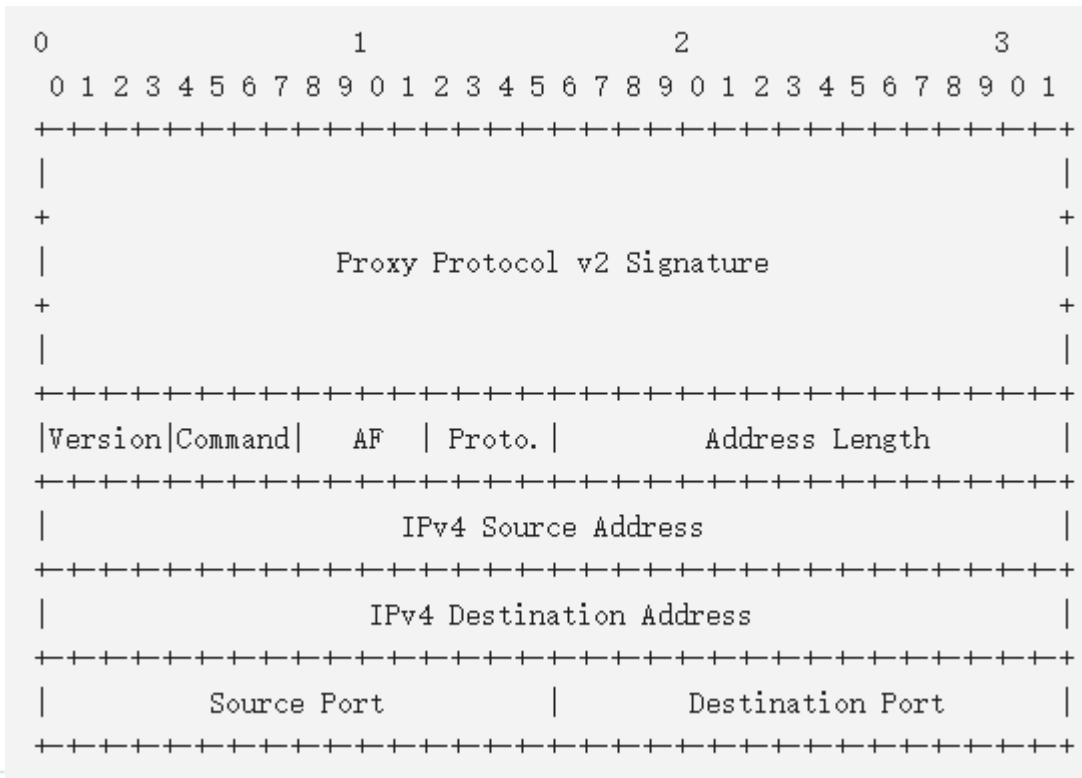 0                   1                   2                   3
 0 1 2 3 4 5 6 7 8 9 0 1 2 3 4 5 6 7 8 9 0 1 2 3 4 5 6 7 8 9 0 1
+-+-+-+-+-+-+-+-+-+-+-+-+-+-+-+-+-+-+-+-+-+-+-+-+-+-+-+-+-+-+-+-+
|                                                               |
+                                                               +
|                  Proxy Protocol v2 Signature                  |
+                                                               +
|                                                               |
+-+-+-+-+-+-+-+-+-+-+-+-+-+-+-+-+-+-+-+-+-+-+-+-+-+-+-+-+-+-+-+-+
|Version|Command|   AF  | Proto.|         Address Length        |
+-+-+-+-+-+-+-+-+-+-+-+-+-+-+-+-+-+-+-+-+-+-+-+-+-+-+-+-+-+-+-+-+
|                      IPv4 Source Address                      |
+-+-+-+-+-+-+-+-+-+-+-+-+-+-+-+-+-+-+-+-+-+-+-+-+-+-+-+-+-+-+-+-+
|                    IPv4 Destination Address                   |
+-+-+-+-+-+-+-+-+-+-+-+-+-+-+-+-+-+-+-+-+-+-+-+-+-+-+-+-+-+-+-+-+
|          Source Port          |        Destination Port       |
+-+-+-+-+-+-+-+-+-+-+-+-+-+-+-+-+-+-+-+-+-+-+-+-+-+-+-+-+-+-+-+-+